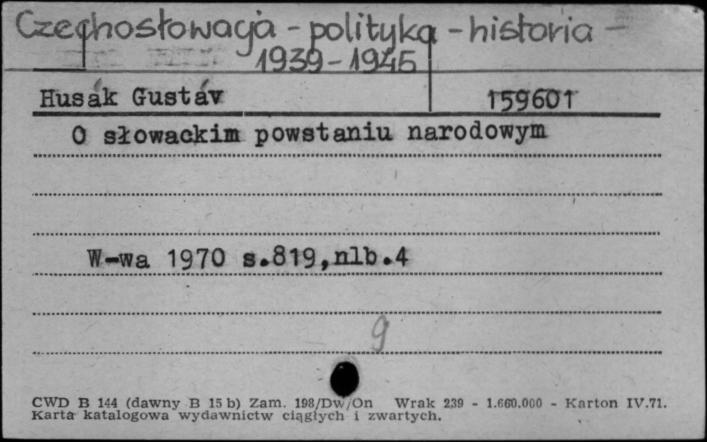 Czechosłowacja - polityka - historia -
1939-1945
Husák Gustáv 159601
O słowackim powstaniu narodowym
W-wa 1970 s.819,nlb.4
9
CWD B 144 (dawny B 15 b) Zam. 198/Dw/On Wrak 239 - 1.660.000 - Karton IV.71.
Karta katalogowa wydawnictw ciągłych i zwartych.